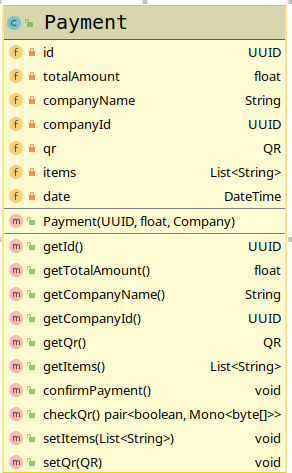 C Payment
f id UUID
f totalAmount float
f companyName String
f companyId UUID
f qr QR
f items List<String>
f date DateTime
m Payment(UUID, float, Company)
m getId() UUID
m getTotalAmount() float
m getCompanyName() String
m getCompanyId() UUID
m getQr() QR
m getItems() List<String>
m confirmPayment() void
m checkQr() pair<boolean, Mono<byte[]>>
m setItems(List<String>) void
m setQr(QR) void